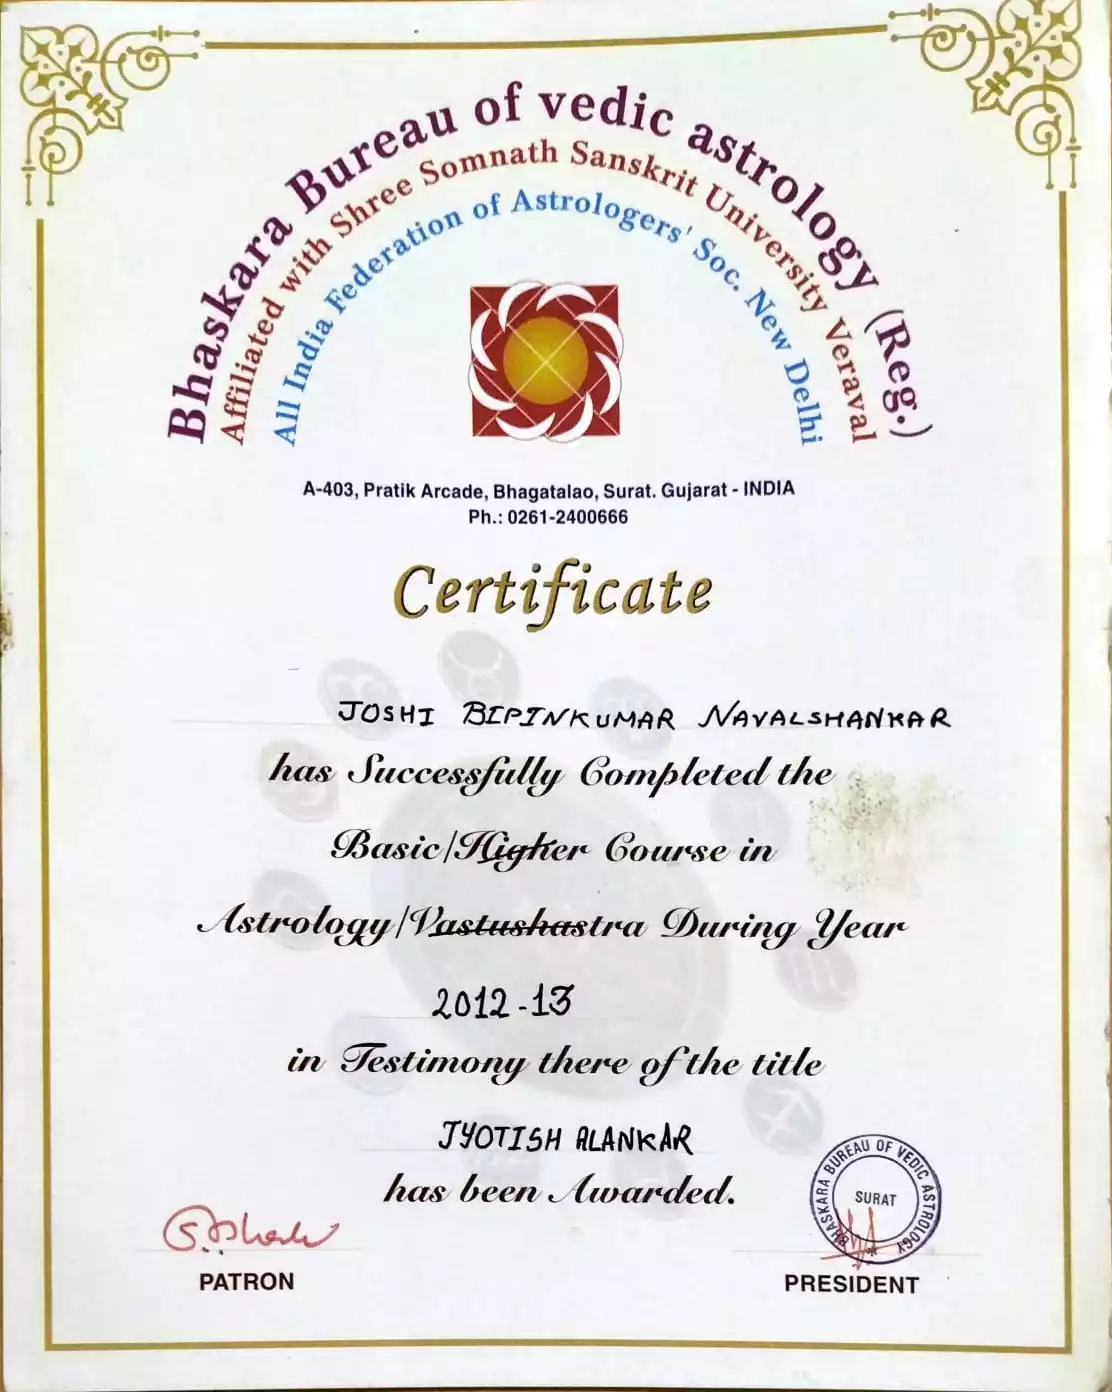 Bhaskara Bureau of vedic astrology (Reg.)
Affiliated with Shree Somnath Sanskrit University Veraval
All India Federation of Astrologers' Soc. New Delhi
A-403, Pratik Arcade, Bhagatalao, Surat. Gujarat - INDIA
Ph.: 0261-2400666
Certificate
JOSHI BIPINKUMAR NAVALSHANKAR
has Successfully Completed the
Basic/Higher Course in
Astrology/Vastushastra During Year
2012-13
in Testimony there of the title
JYOTISH ALANKAR
has been Awarded.
BHASKARA BUREAU OF VEDIC ASTROLOGY
SURAT
PATRON
PRESIDENT